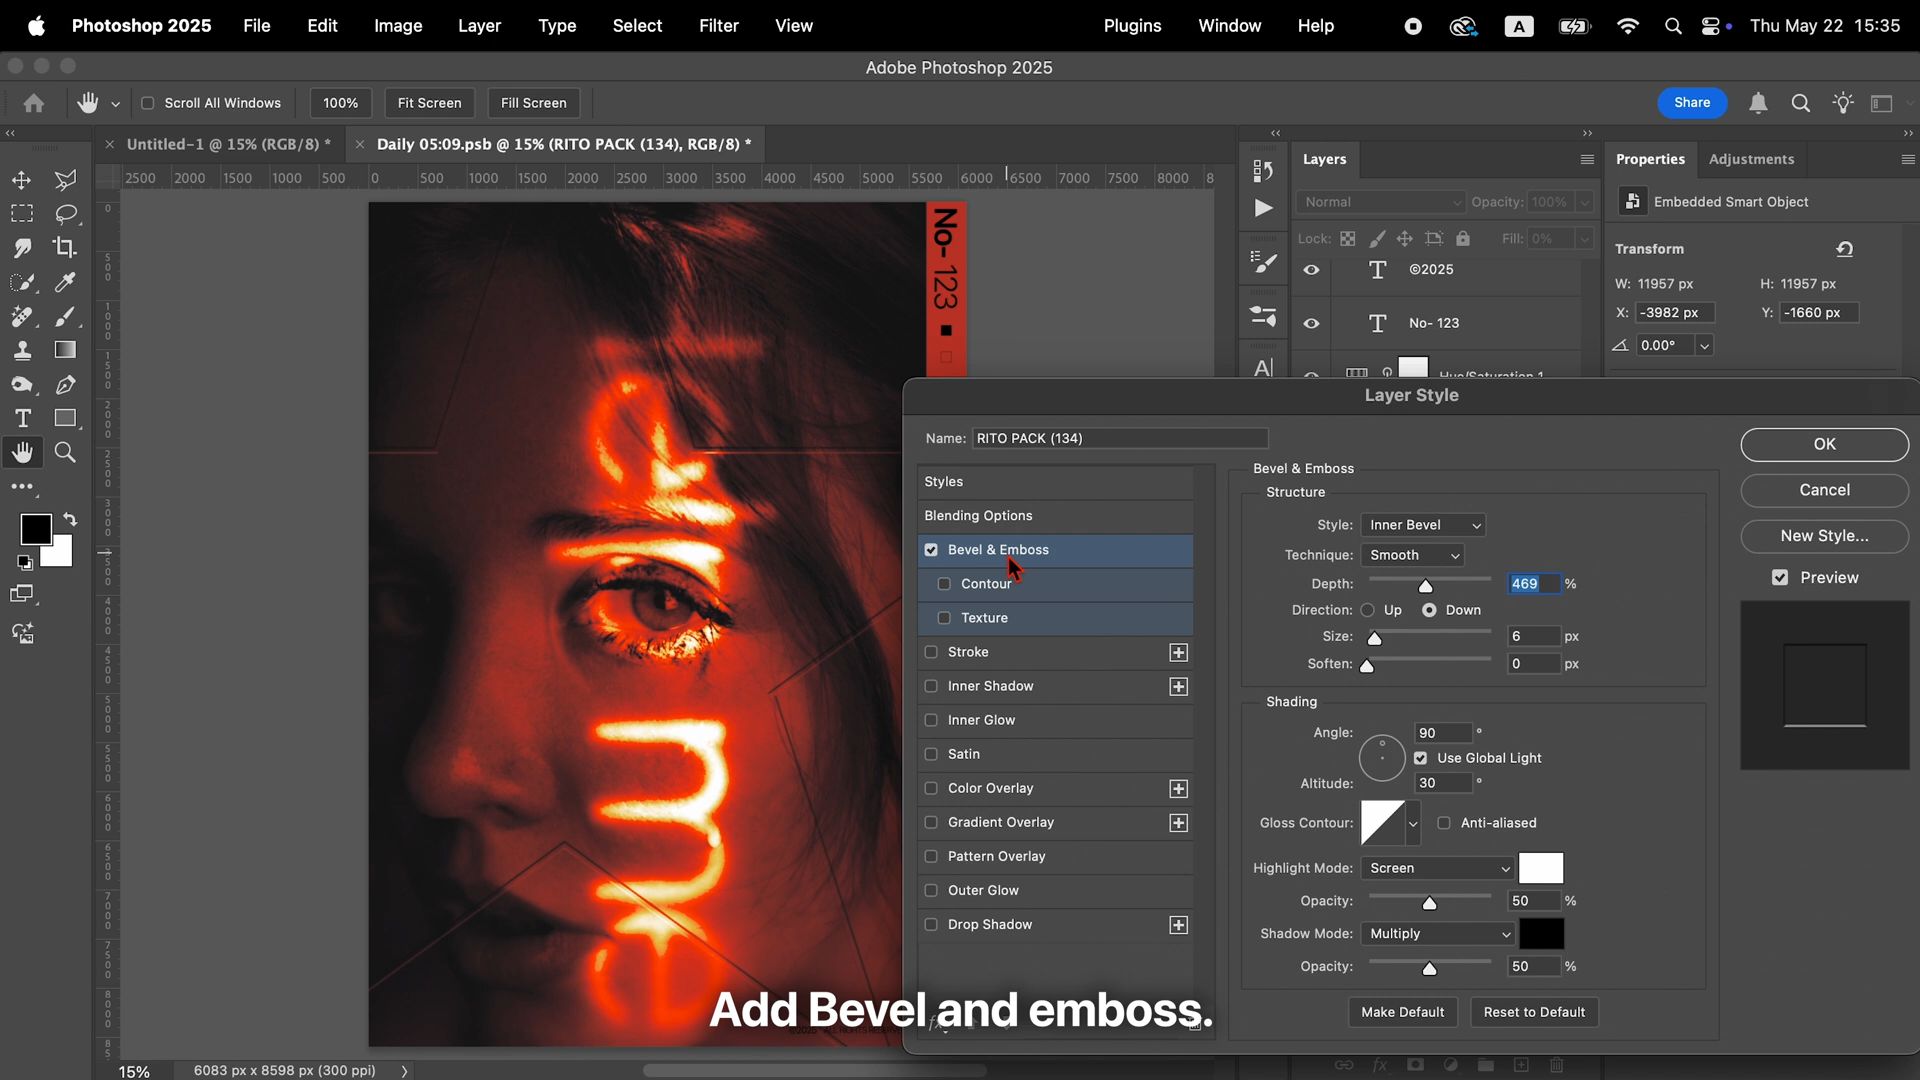 Photoshop 2025 File Edit Image Layer Type Select Filter View Plugins Window Help A Thu May 22 15:35
Adobe Photoshop 2025
Scroll All Windows 100% Fit Screen Fill Screen Share
Untitled-1 @ 15% (RGB/8) * Daily 05:09.psb @ 15% (RITO PACK (134), RGB/8) *
2500 2000 1500 1000 500 0 500 1000 1500 2000 2500 3000 3500 4000 4500 5000 5500 6000 6500 7000 7500 8000 8
No- 123
Layers
Normal Opacity: 100%
Lock: Fill: 0%
©2025
No- 123
Hue/Saturation 1
Properties Adjustments
Embedded Smart Object
Transform
W: 11957 px H: 11957 px
X: -3982 px Y: -1660 px
0.00°
Layer Style
Name: RITO PACK (134)
Styles
Blending Options
Bevel & Emboss
Contour
Texture
Stroke
Inner Shadow
Inner Glow
Satin
Color Overlay
Gradient Overlay
Pattern Overlay
Outer Glow
Drop Shadow
Bevel & Emboss
Structure
Style: Inner Bevel
Technique: Smooth
Depth: 469 %
Direction: Up Down
Size: 6 px
Soften: 0 px
Shading
Angle: 90 °
Use Global Light
Altitude: 30 °
Gloss Contour: Anti-aliased
Highlight Mode: Screen
Opacity: 50 %
Shadow Mode: Multiply
Opacity: 50 %
Make Default Reset to Default
OK
Cancel
New Style...
Preview
Add Bevel and emboss.
15% 6083 px x 8598 px (300 ppi)